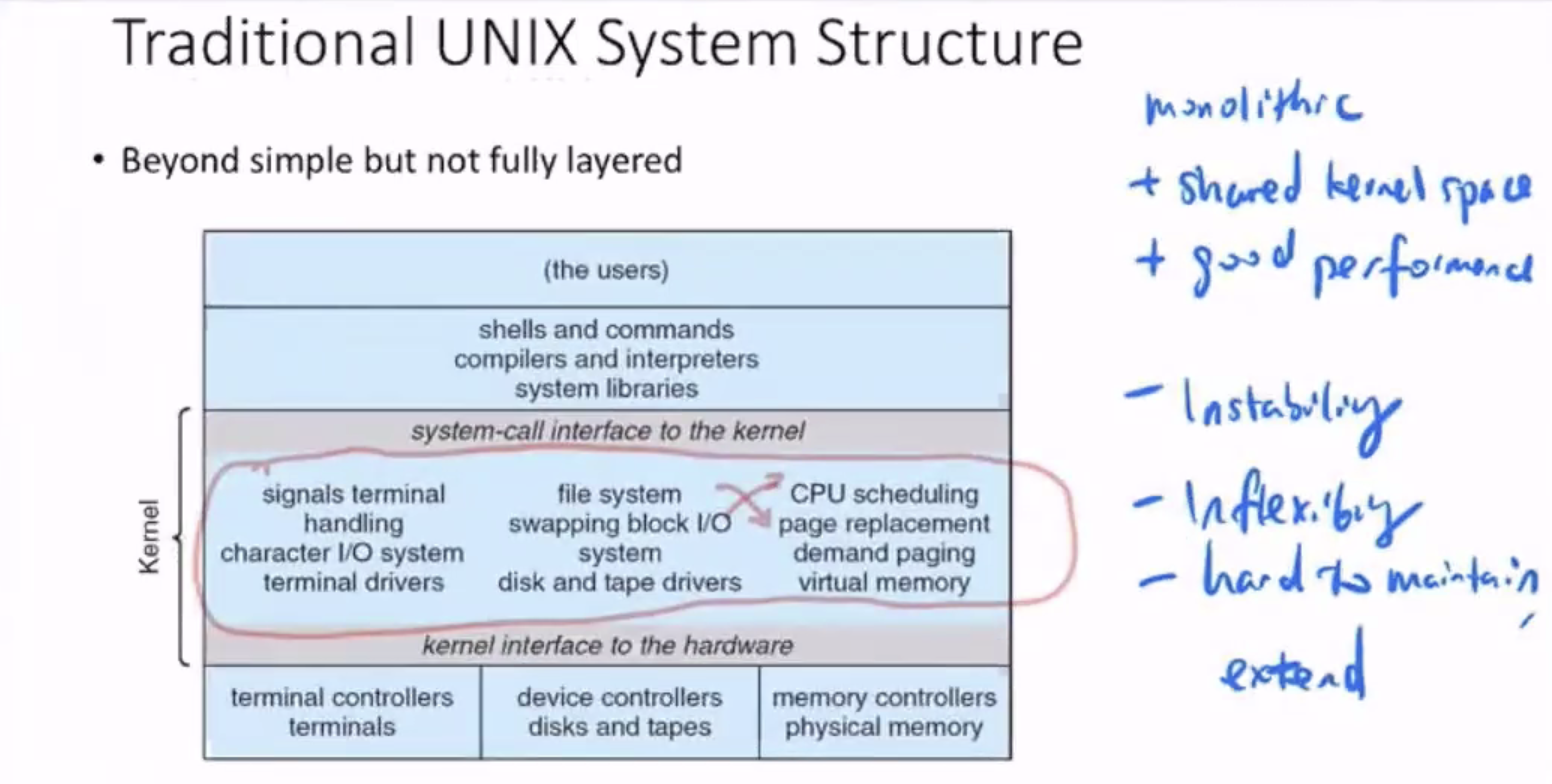 Traditional UNIX System Structure
• Beyond simple but not fully layered
(the users)
shells and commands
compilers and interpreters
system libraries
Kernel
system-call interface to the kernel
signals terminal
handling
character I/O system
terminal drivers
file system
swapping block I/O
system
disk and tape drivers
CPU scheduling
page replacement
demand paging
virtual memory
kernel interface to the hardware
terminal controllers
terminals
device controllers
disks and tapes
memory controllers
physical memory
monolithic
+ shared kernel space
+ good performance
- Instability
- Inflexibility
- hard to maintain,
extend